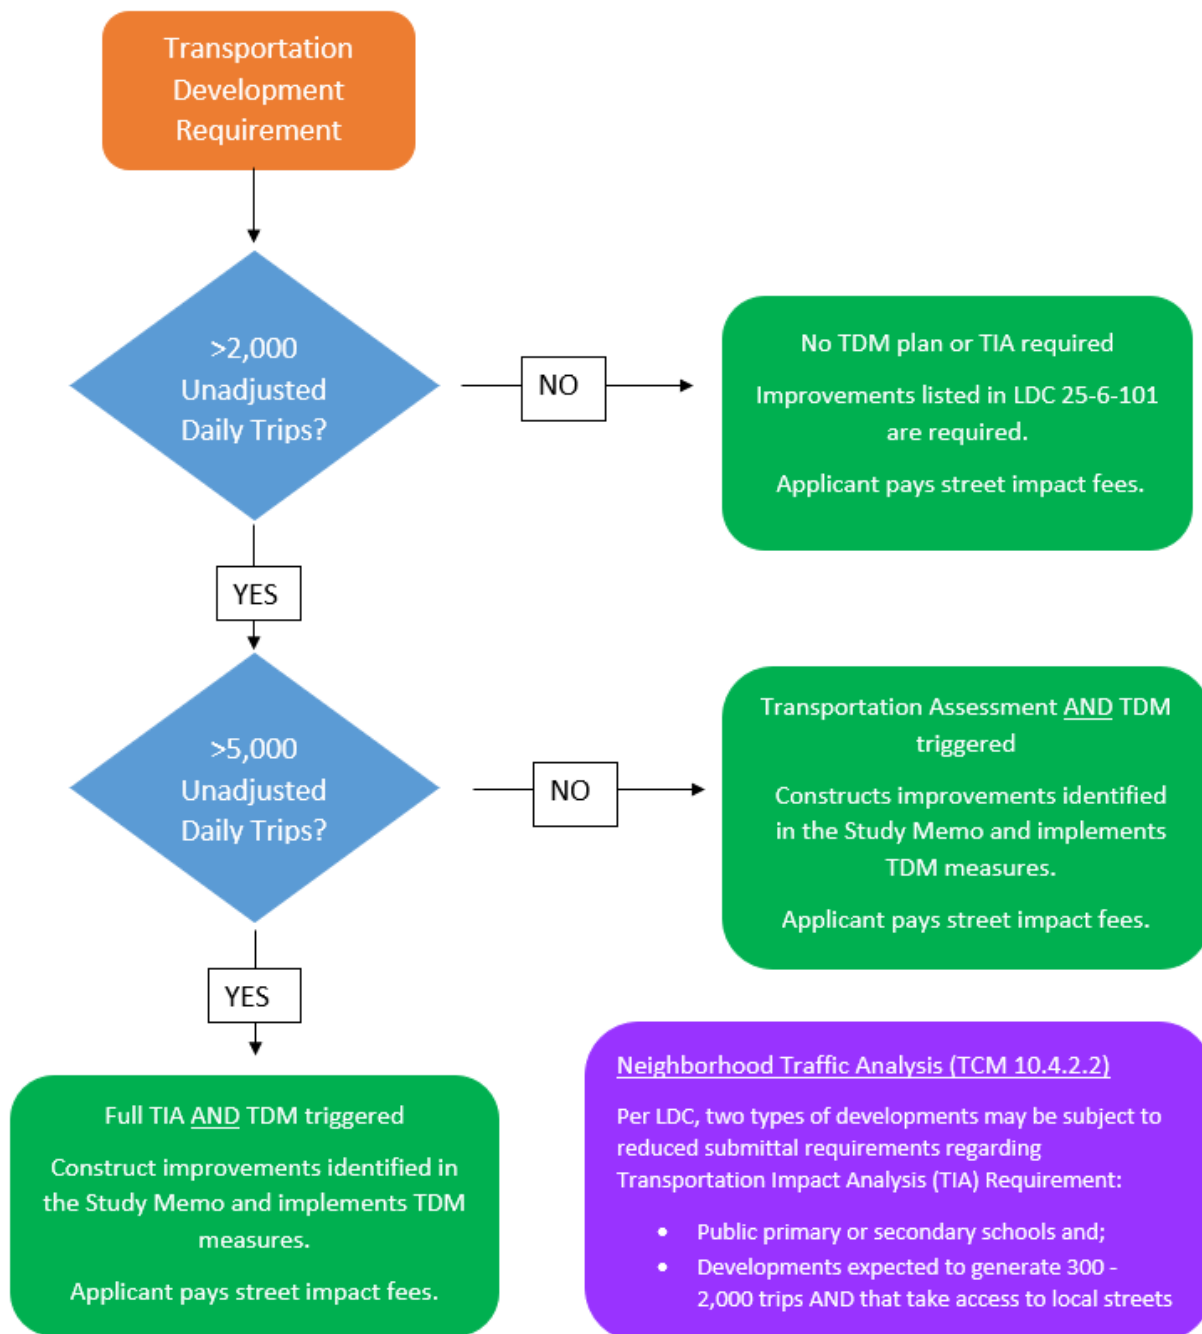 Transportation
Development
Requirement
>2,000
Unadjusted
Daily Trips?
NO
No TDM plan or TIA required
Improvements listed in LDC 25-6-101
are required.
Applicant pays street impact fees.
YES
>5,000
Unadjusted
Daily Trips?
NO
Transportation Assessment AND TDM
triggered
Constructs improvements identified
in the Study Memo and implements
TDM measures.
Applicant pays street impact fees.
YES
Full TIA AND TDM triggered
Construct improvements identified in
the Study Memo and implements TDM
measures.
Applicant pays street impact fees.
Neighborhood Traffic Analysis (TCM 10.4.2.2)
Per LDC, two types of developments may be subject to
reduced submittal requirements regarding
Transportation Impact Analysis (TIA) Requirement:
• Public primary or secondary schools and;
• Developments expected to generate 300 -
2,000 trips AND that take access to local streets